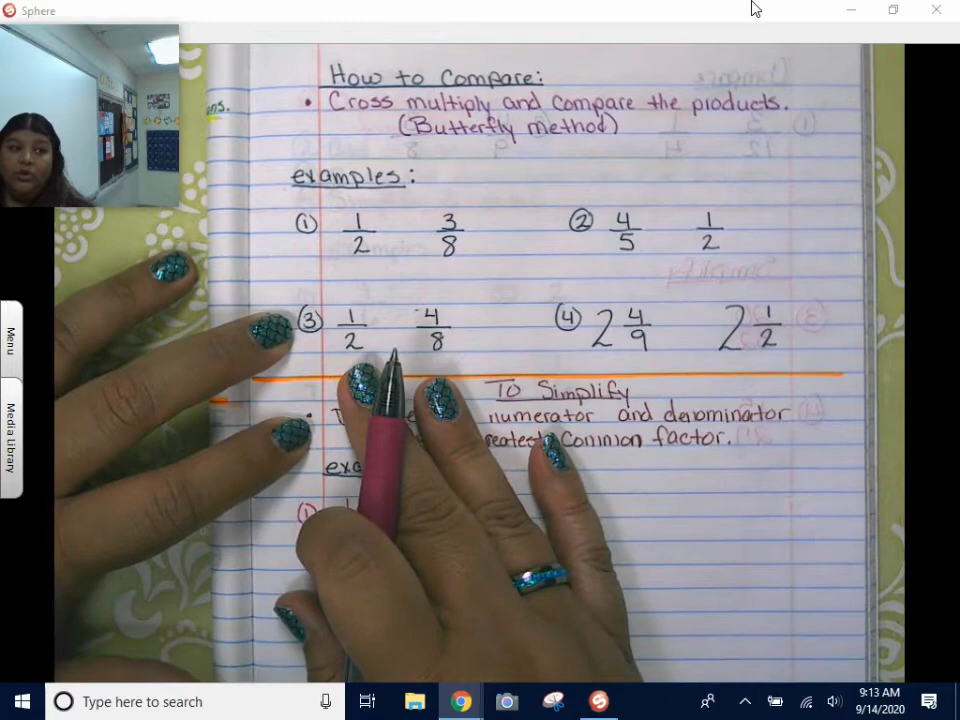 Sphere
How to Compare:
ens.
• Cross multiply and compare the products.
(Butterfly method)
examples:
① 1/2 3/8 ② 4/5 1/2
③ 1/2 4/8 ④ 2 4/9 2 1/2
To Simplify
numerator and denominator
Common factor.
①
Menu
Media Library
Type here to search
9:13 AM
9/14/2020